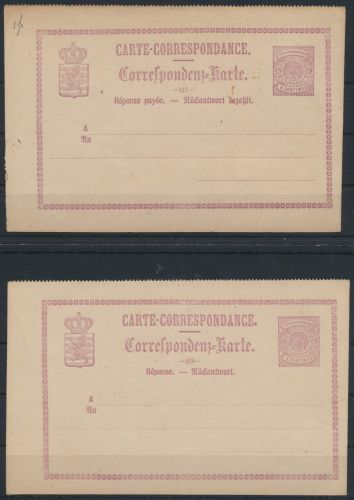 CARTE-CORRESPONDANCE.
Correspondenz-Karte.
Réponse payée. — Rückantwort bezahlt.
A
An
CARTE-CORRESPONDANCE.
Correspondenz-Karte.
Réponse. — Rückantwort.
A
An